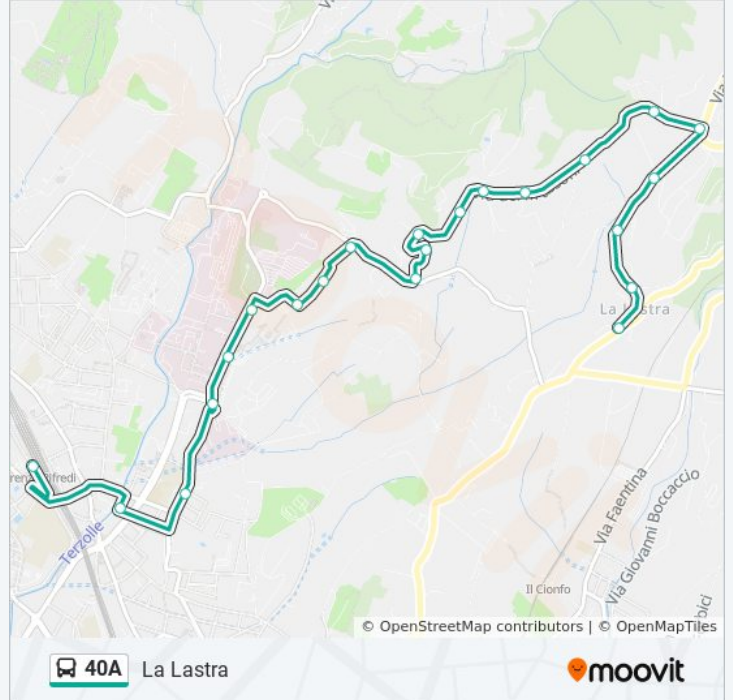 La Lastra
Terzolle
Via Faentina
Via Giovanni Boccaccio
Il Cionfo
© OpenStreetMap contributors | © OpenMapTiles
40A La Lastra
moovit